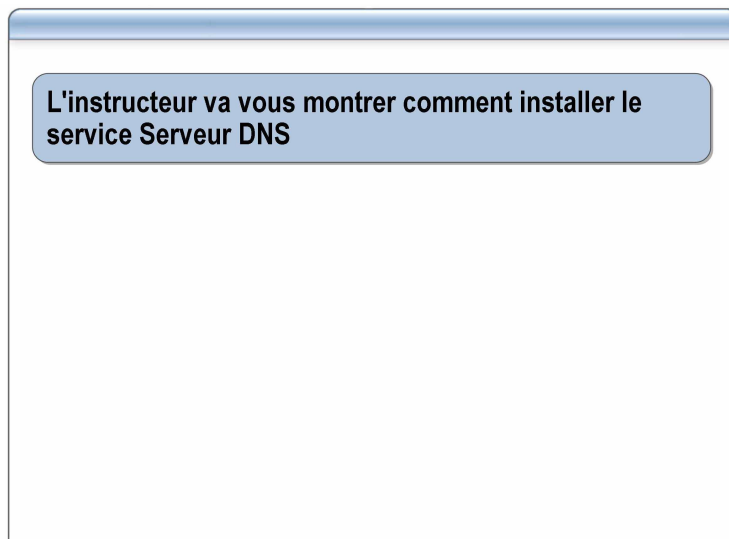 L'instructeur va vous montrer comment installer le
service Serveur DNS